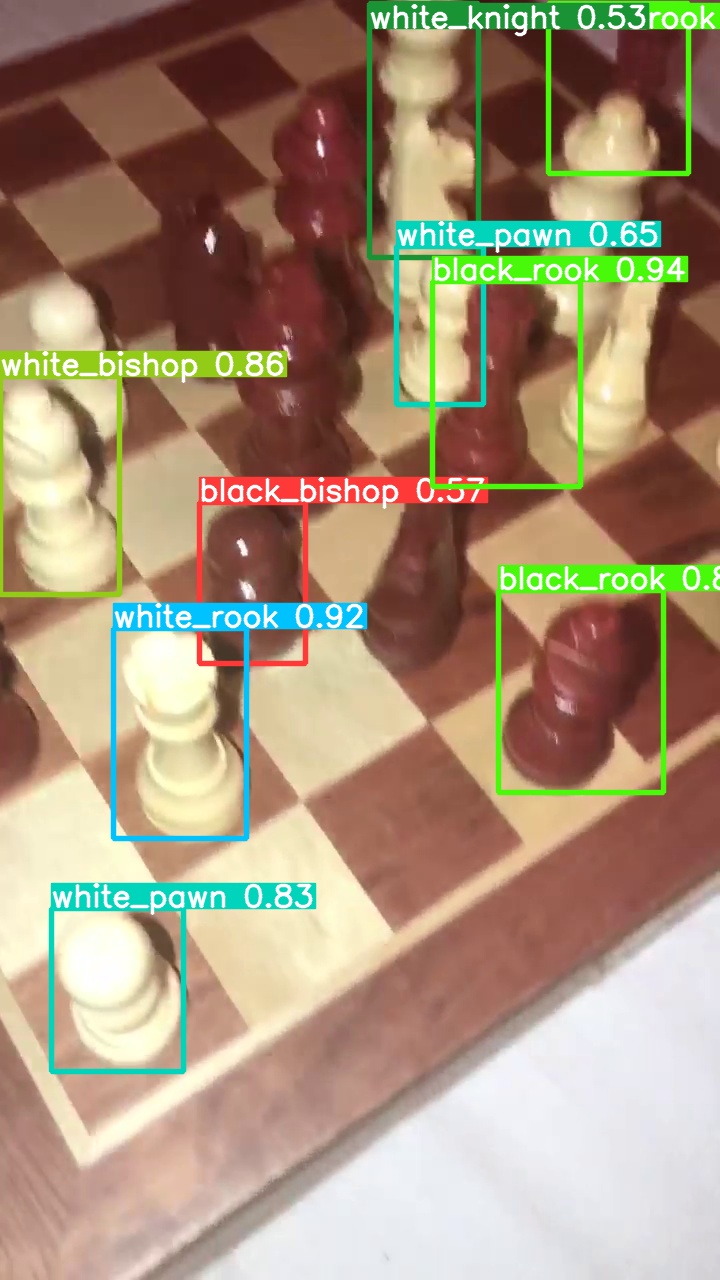 white_knight 0.53rook
white_pawn 0.65
black_rook 0.94
white_bishop 0.86
black_bishop 0.57
black_rook 0.8
white_rook 0.92
white_pawn 0.83